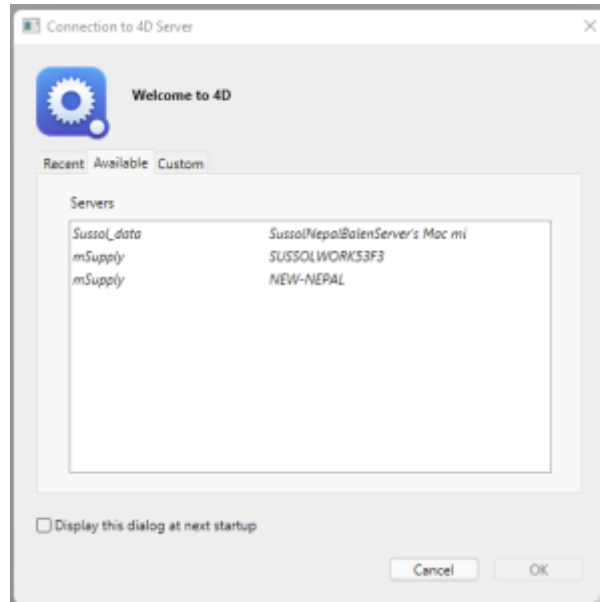 Connection to 4D Server
Welcome to 4D
Recent Available Custom
Servers
Sussol_data SussolNepalBalenServer's Mac mi
mSupply SUSSOLWORK53F3
mSupply NEW-NEPAL
Display this dialog at next startup
Cancel OK